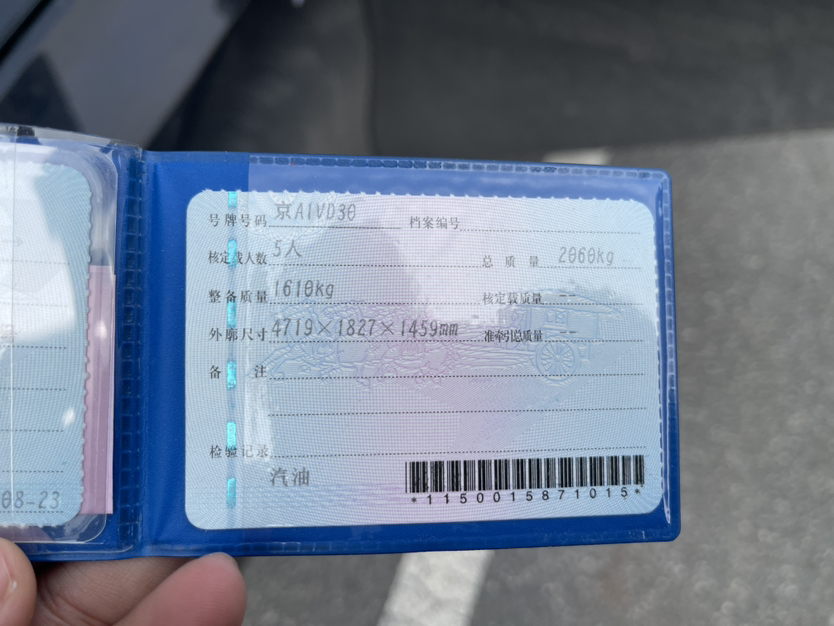 号牌号码 京A1VD30 档案编号
核定载人数 5人 总质量 2060kg
整备质量 1610kg 核定载质量 --
外廓尺寸 4719×1827×1459mm 准牵引总质量 --
备注
检验记录
汽油
*1150015871015*
08-23